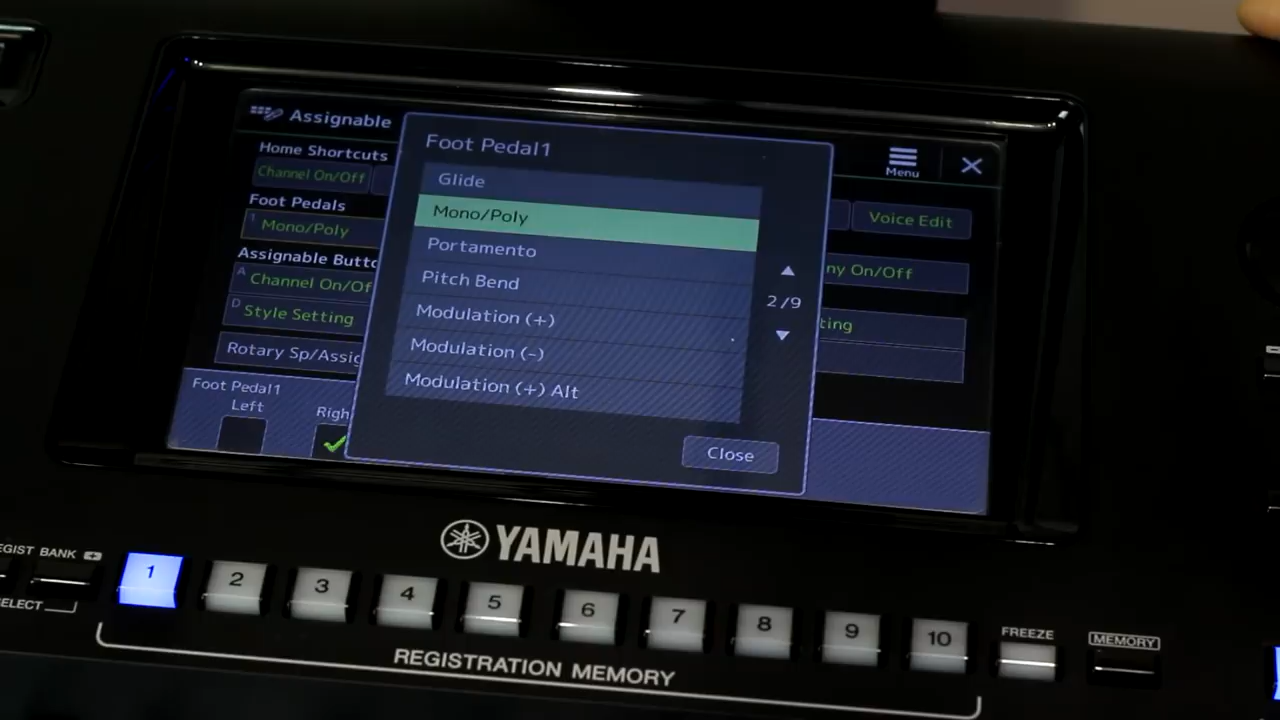 Assignable
Home Shortcuts
Channel On/Off
Foot Pedals
1 Mono/Poly
A Channel On/Of
D Style Setting
Rotary Sp/Assig
Foot Pedal1
Left
Righ
Foot Pedal1
Glide
Mono/Poly
Portamento
Pitch Bend
Modulation (+)
Modulation (-)
Modulation (+) Alt
2/9
Close
Menu
Voice Edit
ny On/Off
ting
YAMAHA
EGIST BANK +
ELECT
1 2 3 4 5 6 7 8 9 10
FREEZE
MEMORY
REGISTRATION MEMORY